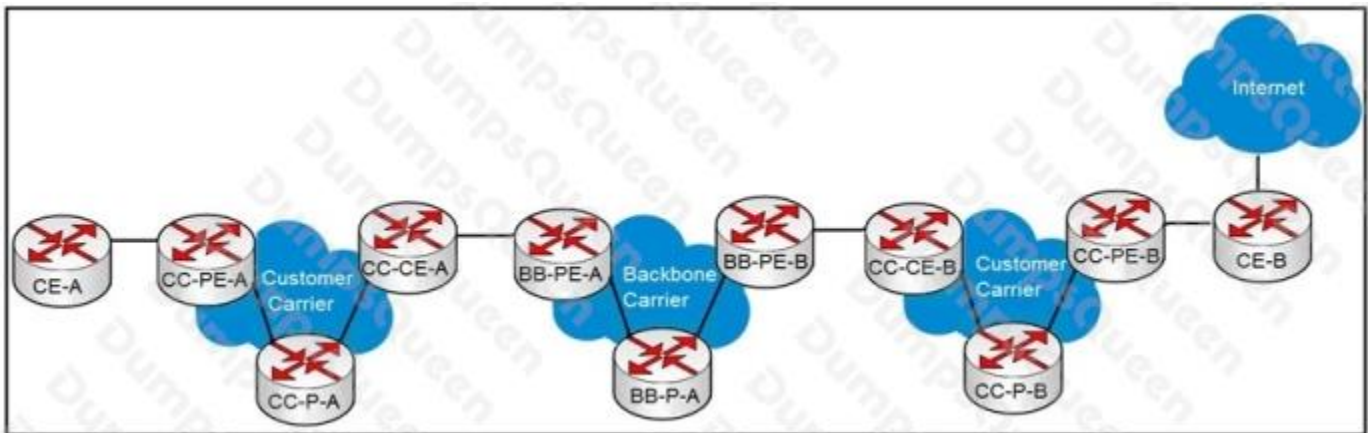 Internet
CE-A
CC-PE-A
Customer
Carrier
CC-CE-A
BB-PE-A
Backbone
Carrier
BB-PE-B
CC-CE-B
Customer
Carrier
CC-PE-B
CE-B
CC-P-A
BB-P-A
CC-P-B
DumpsQueen